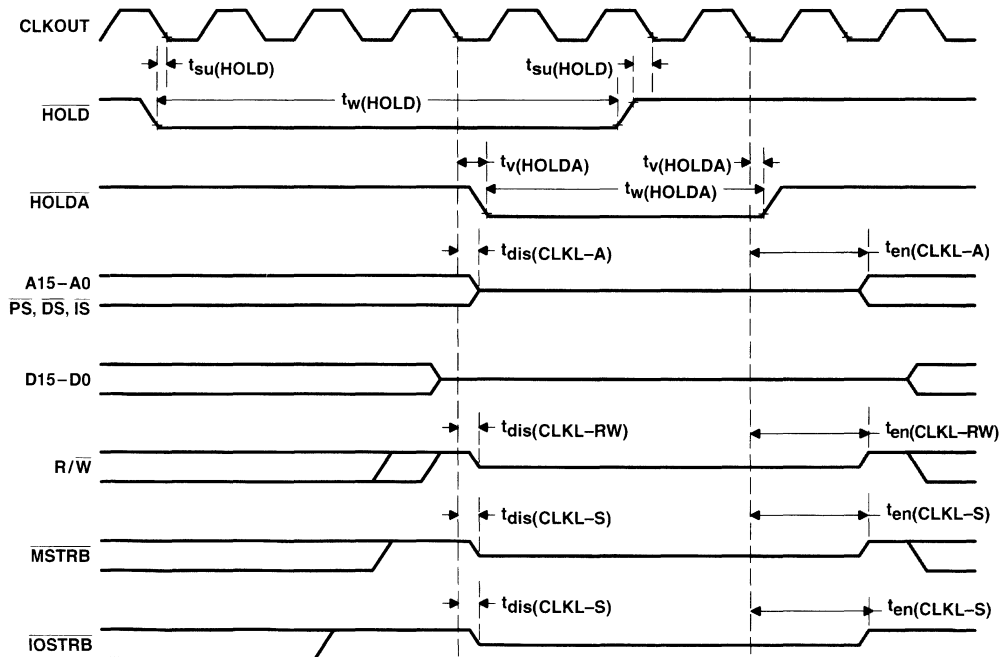 CLKOUT
tsu(HOLD)
tsu(HOLD)
tw(HOLD)
HOLD
tv(HOLDA)
tv(HOLDA)
tw(HOLDA)
HOLDA
tdis(CLKL–A)
ten(CLKL–A)
A15–A0
PS, DS, IS
D15–D0
tdis(CLKL–RW)
ten(CLKL–RW)
R/W
tdis(CLKL–S)
ten(CLKL–S)
MSTRB
tdis(CLKL–S)
ten(CLKL–S)
IOSTRB